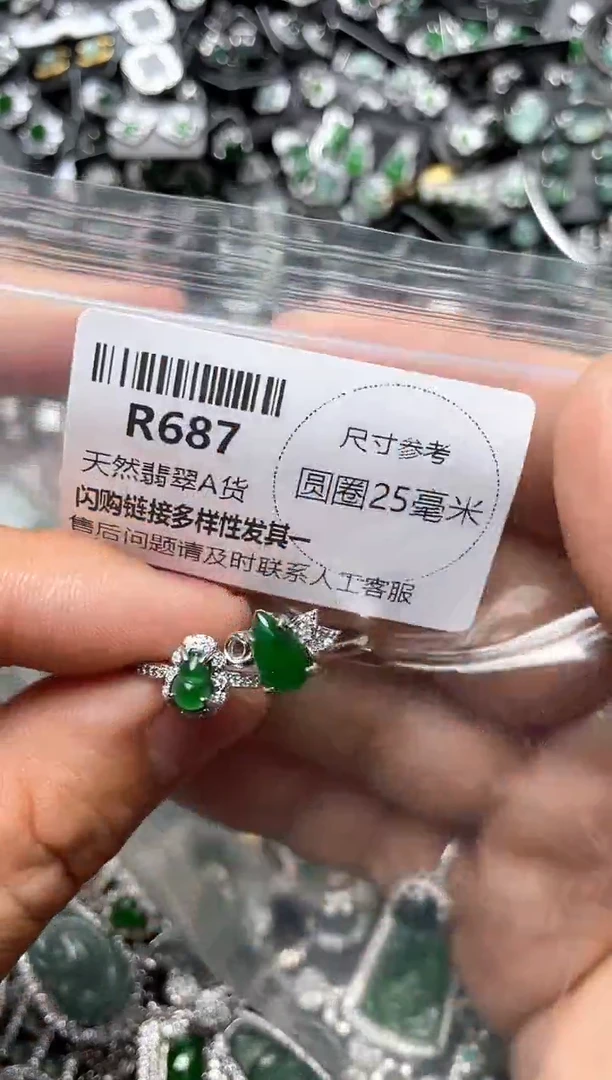 R687
天然翡翠A货
闪购链接多样性发其一
售后问题请及时联系人工客服
尺寸参考
圆圈25毫米